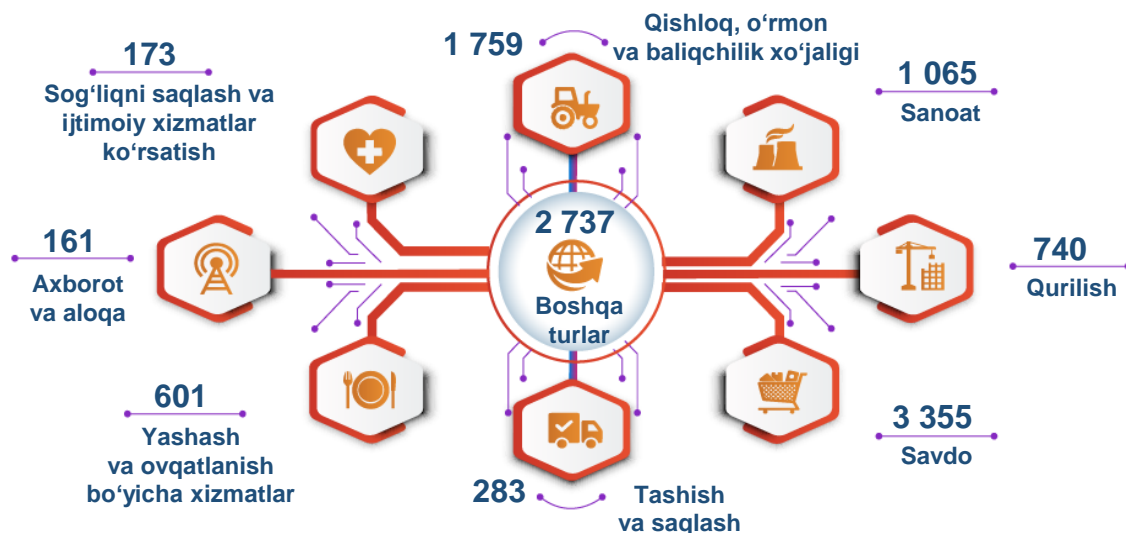 173
Sog‘liqni saqlash va
ijtimoiy xizmatlar
ko‘rsatish
1 759
Qishloq, o‘rmon
va baliqchilik xo‘jaligi
1 065
Sanoat
161
Axborot
va aloqa
2 737
Boshqa
turlar
740
Qurilish
601
Yashash
va ovqatlanish
bo‘yicha xizmatlar
283
Tashish
va saqlash
3 355
Savdo